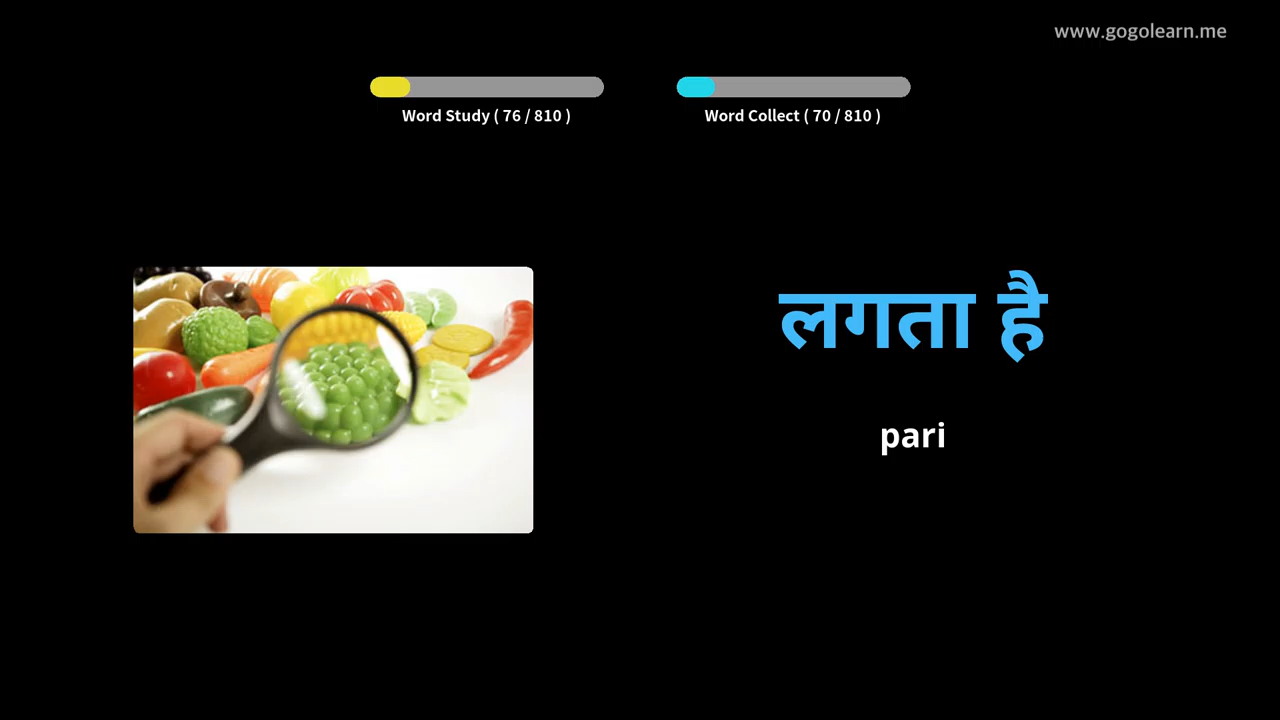 www.gogolearn.me
Word Study ( 76 / 810 )
Word Collect ( 70 / 810 )
लगता है
pari